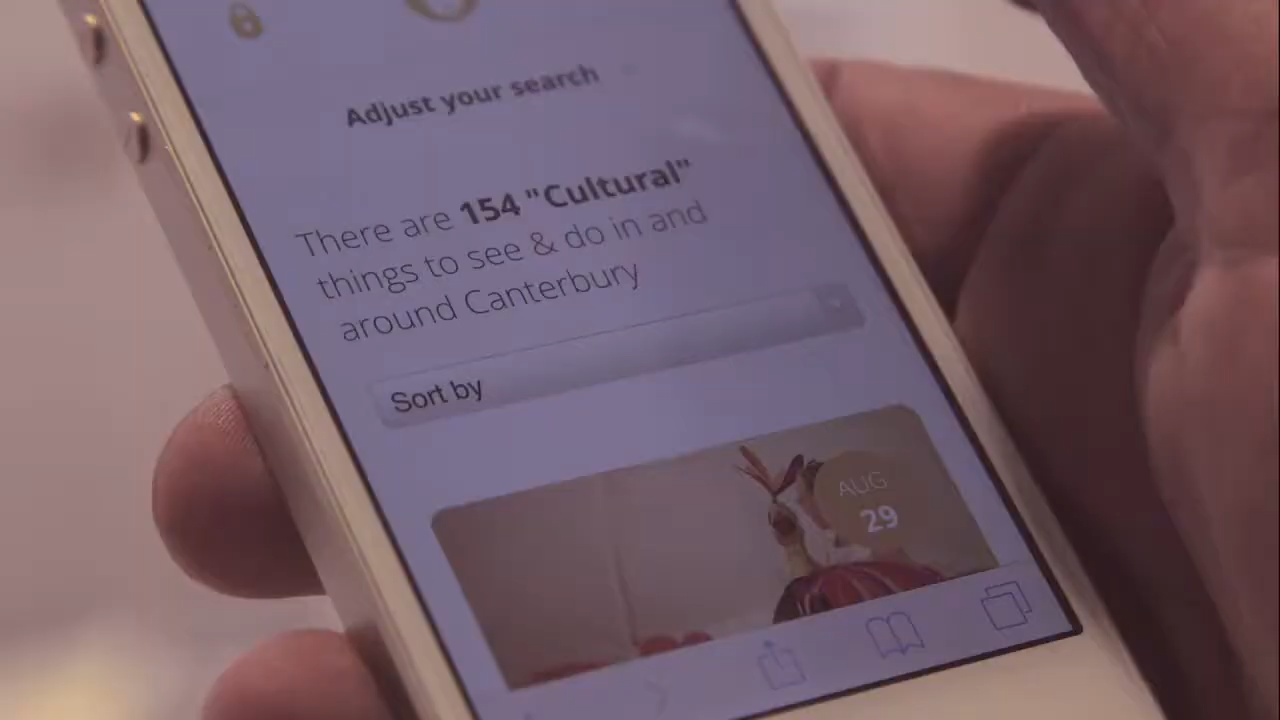 Adjust your search
There are 154 "Cultural"
things to see & do in and
around Canterbury
Sort by
AUG
29